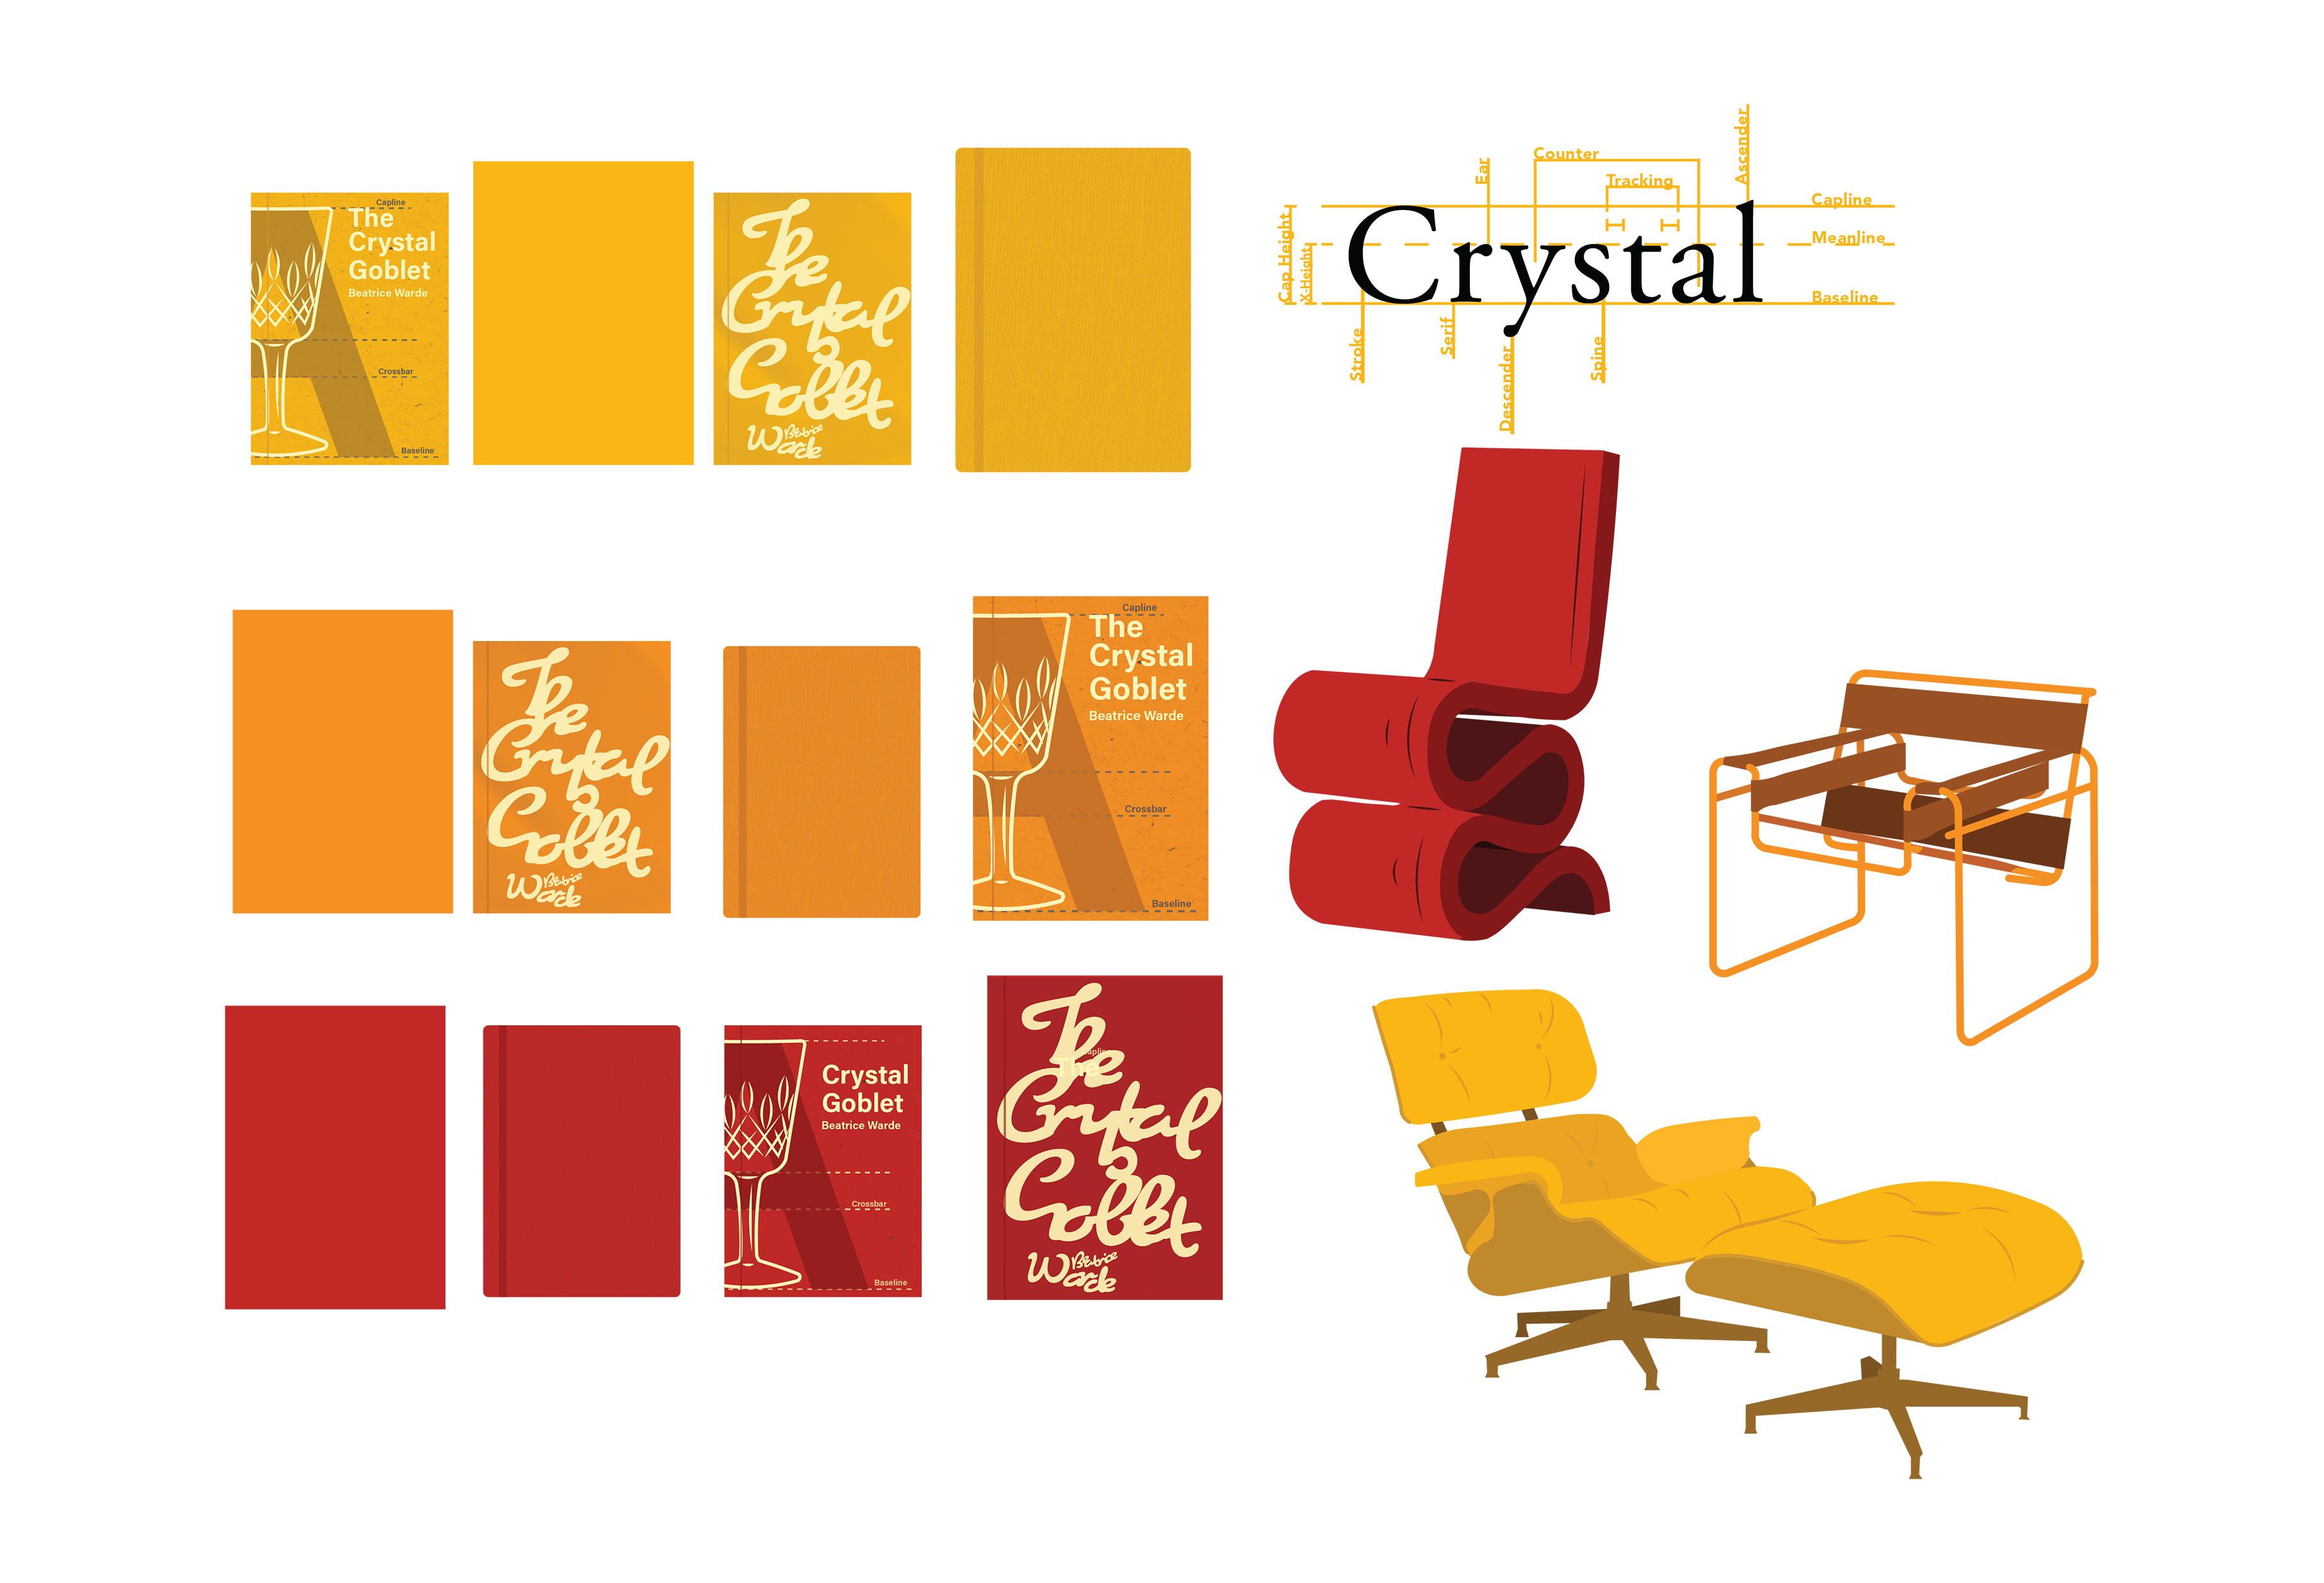 Capline
The
Crystal
Goblet
Beatrice Warde
Crossbar
Baseline
The
Crystal
Goblet
Beatrice
Warde
Ascender
Counter
Ear
Tracking
Capline
Cap Height
Meanline
X-Height
Crystal
Baseline
Stroke
Serif
Descender
Spine
The
Crystal
Goblet
Beatrice
Warde
Capline
The
Crystal
Goblet
Beatrice Warde
Crossbar
Baseline
Crystal
Goblet
Beatrice Warde
Crossbar
Baseline
The
The
Crystal
Goblet
Beatrice
Warde